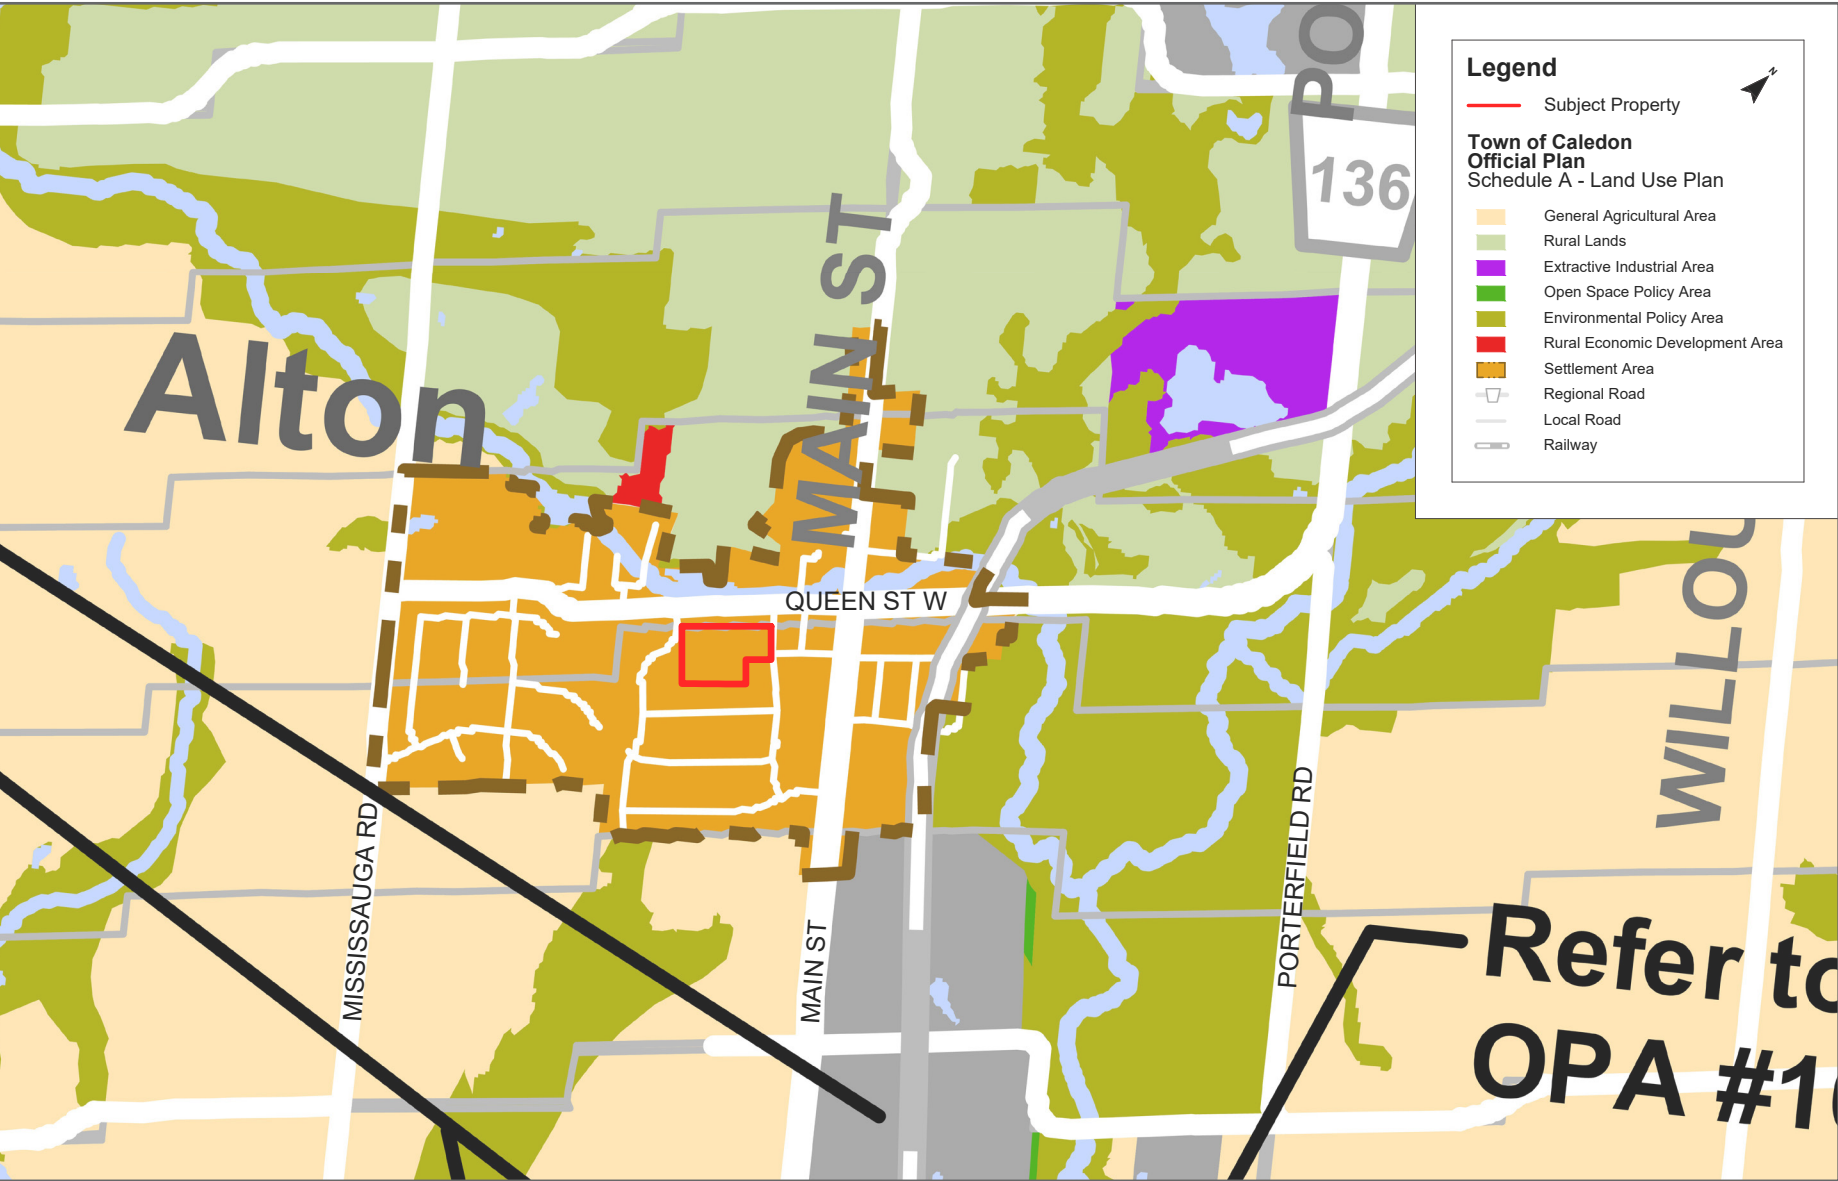 Alton
MAIN ST
PO
136
QUEEN ST W
MISSISSAUGA RD
MAIN ST
PORTERFIELD RD
WILLOU
Refer to
OPA #1
Legend
N
Subject Property
Town of Caledon
Official Plan
Schedule A - Land Use Plan
General Agricultural Area
Rural Lands
Extractive Industrial Area
Open Space Policy Area
Environmental Policy Area
Rural Economic Development Area
Settlement Area
Regional Road
Local Road
Railway